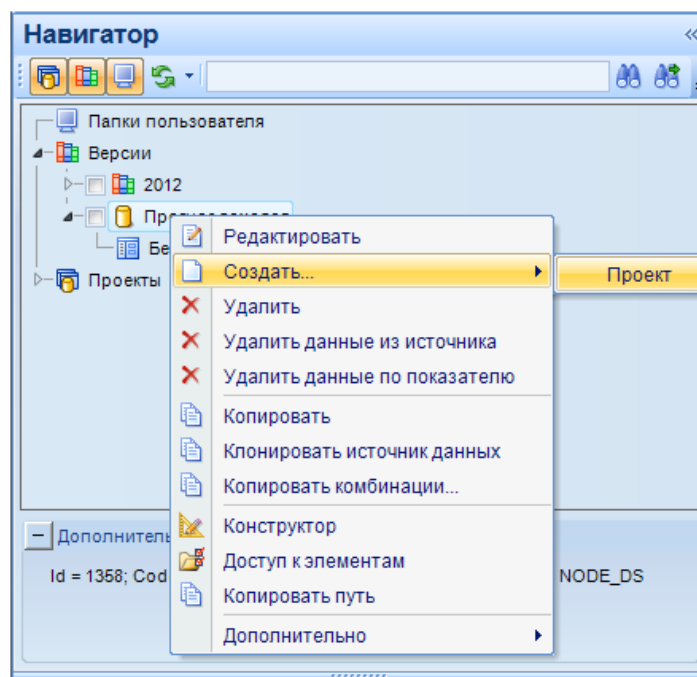 Навигатор
Папки пользователя
Версии
2012
Проекты
Редактировать
Создать...
Проект
Удалить
Удалить данные из источника
Удалить данные по показателю
Копировать
Клонировать источник данных
Копировать комбинации...
Конструктор
Доступ к элементам
Копировать путь
Дополнительно
Id = 1358; NODE_DS